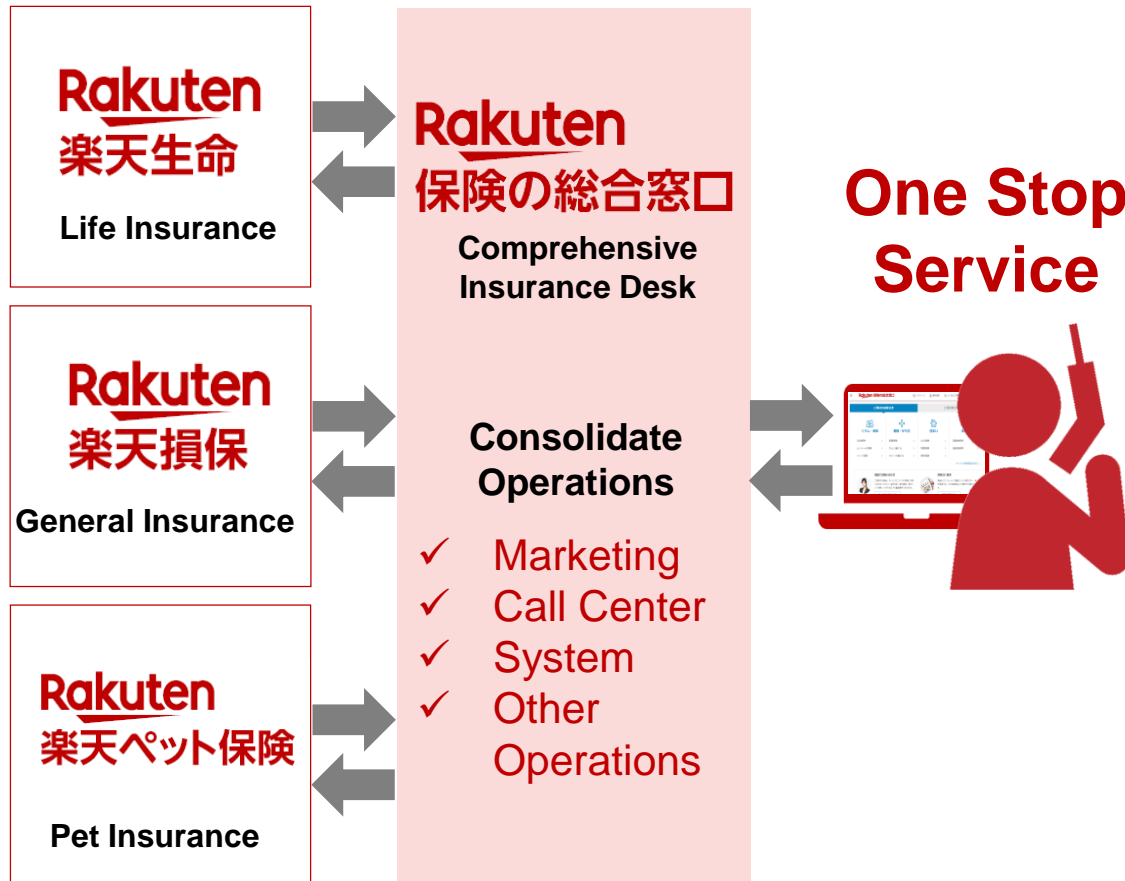 Rakuten
楽天生命
Life Insurance
Rakuten
楽天損保
General Insurance
Rakuten
楽天ペット保険
Pet Insurance
Rakuten
保険の総合窓口
Comprehensive
Insurance Desk
Consolidate
Operations
✓ Marketing
✓ Call Center
✓ System
✓ Other
Operations
One Stop
Service